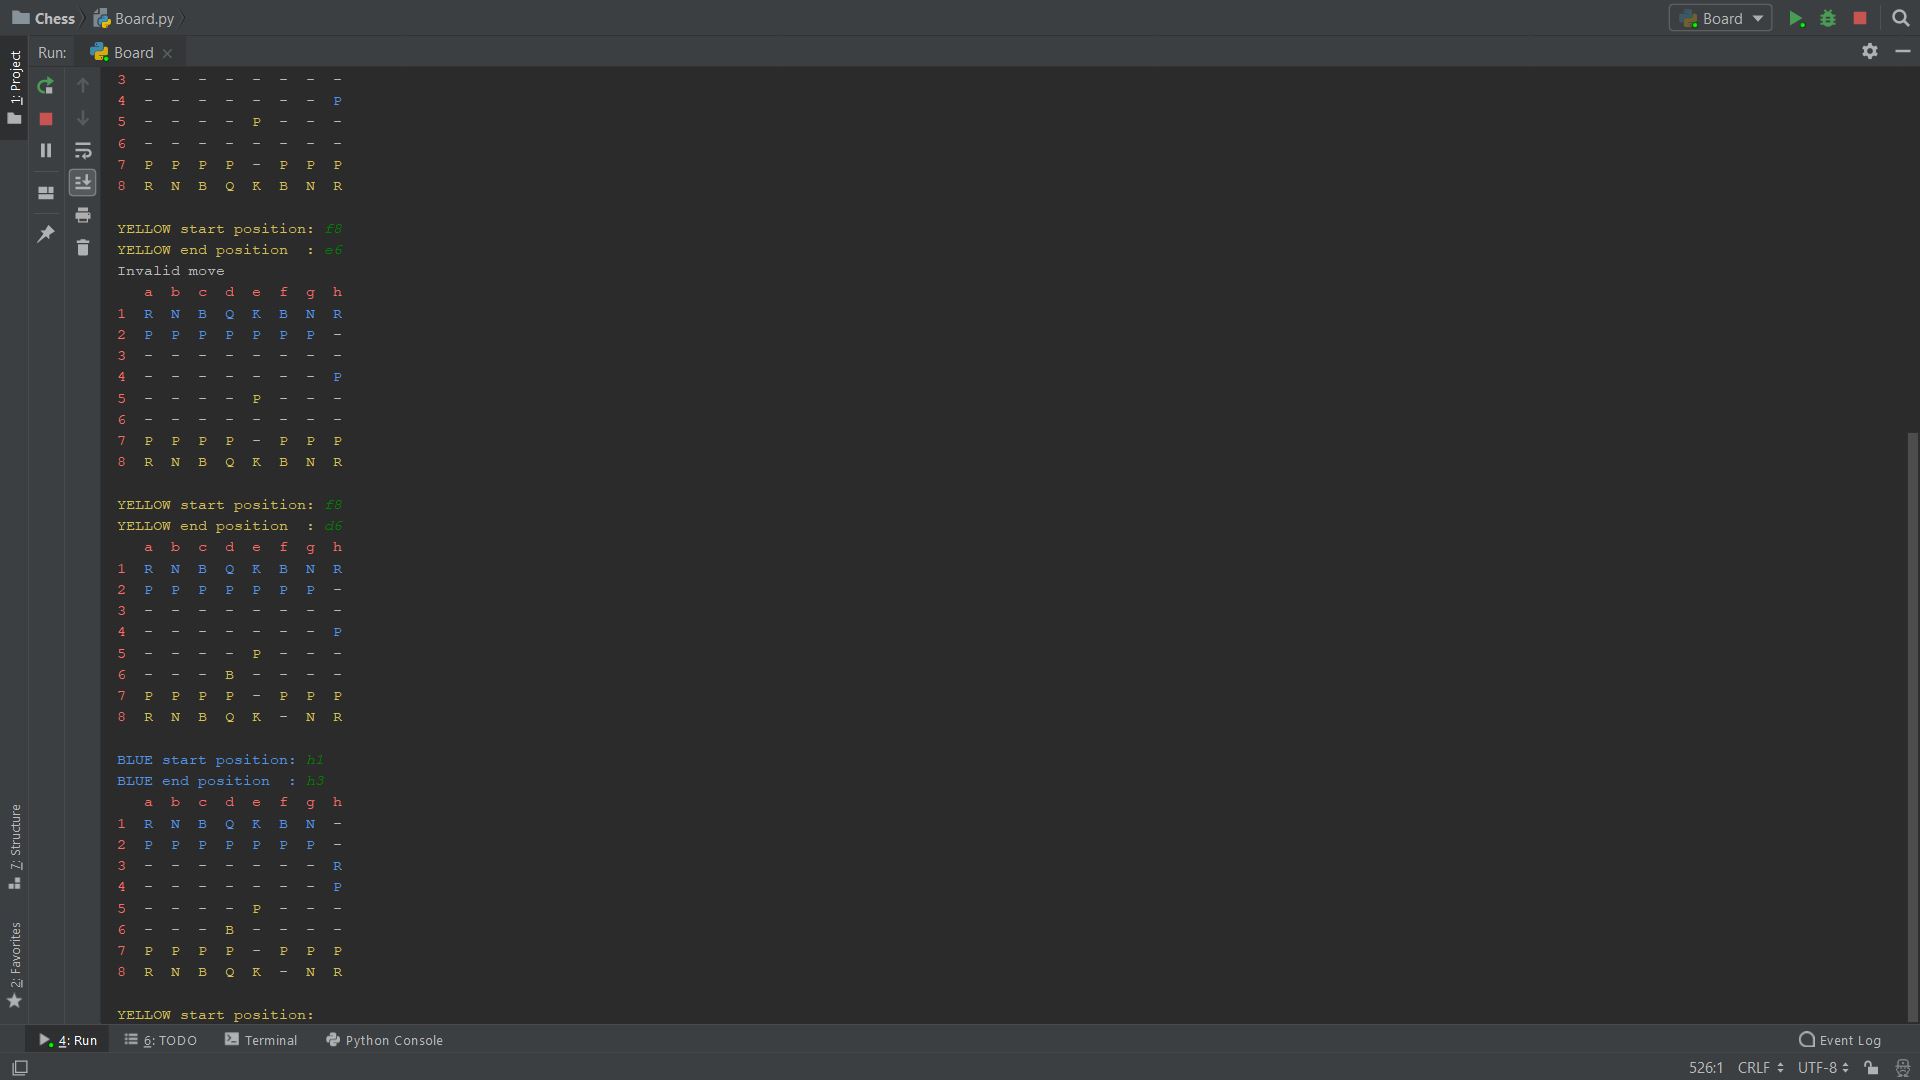 Chess Board.py Board
Run: Board
1: Project
3 - - - - - - - -
4 - - - - - - - P
5 - - - - P - - -
6 - - - - - - - -
7 P P P P - P P P
8 R N B Q K B N R
YELLOW start position: f8
YELLOW end position  : e6
Invalid move
a b c d e f g h
1 R N B Q K B N R
2 P P P P P P P -
3 - - - - - - - -
4 - - - - - - - P
5 - - - - P - - -
6 - - - - - - - -
7 P P P P - P P P
8 R N B Q K B N R
YELLOW start position: f8
YELLOW end position  : d6
a b c d e f g h
1 R N B Q K B N R
2 P P P P P P P -
3 - - - - - - - -
4 - - - - - - - P
5 - - - - P - - -
6 - - - B - - - -
7 P P P P - P P P
8 R N B Q K - N R
BLUE start position: h1
BLUE end position  : h3
a b c d e f g h
1 R N B Q K B N -
2 P P P P P P P -
3 - - - - - - - R
4 - - - - - - - P
5 - - - - P - - -
6 - - - B - - - -
7 P P P P - P P P
8 R N B Q K - N R
YELLOW start position:
7: Structure
2: Favorites
4: Run 6: TODO Terminal Python Console Event Log
526:1 CRLF UTF-8